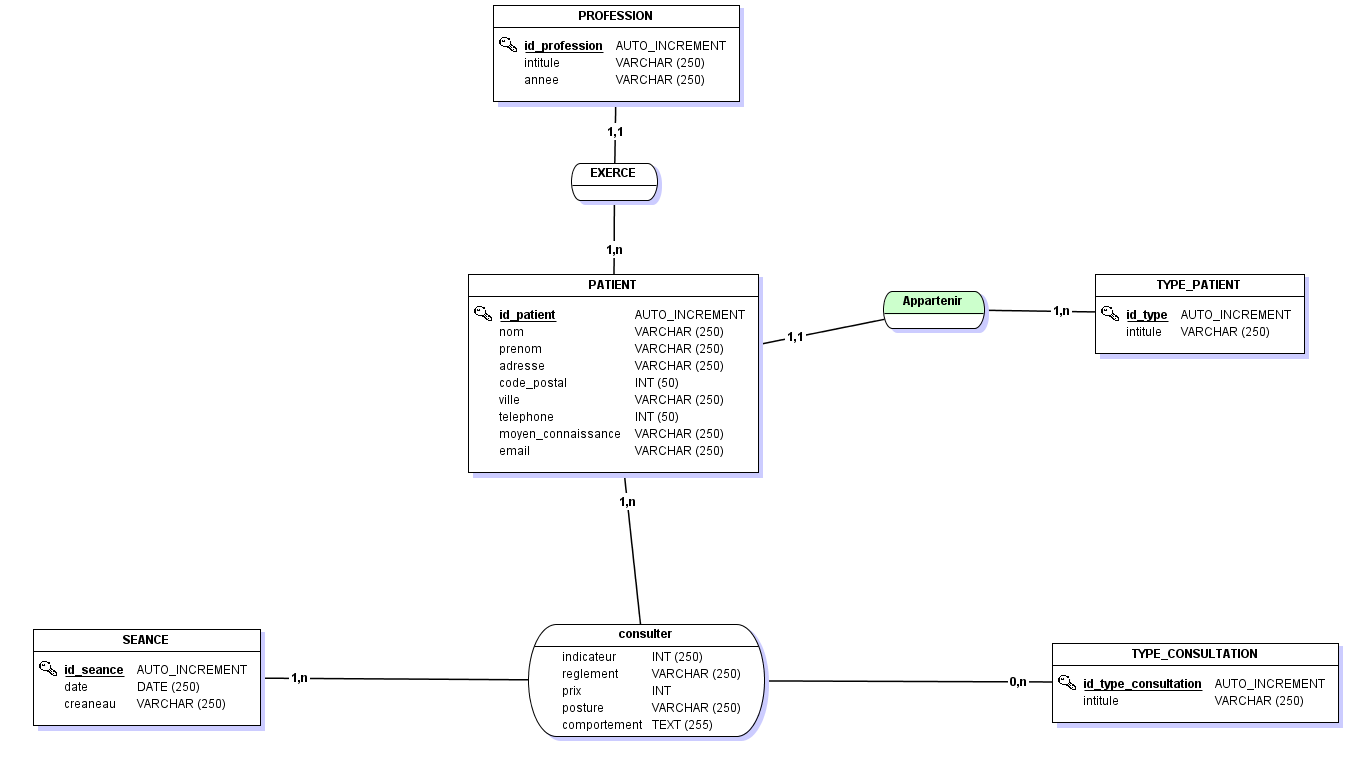 PROFESSION
id_profession AUTO_INCREMENT
intitule VARCHAR (250)
annee VARCHAR (250)
1,1
EXERCE
1,n
PATIENT
id_patient AUTO_INCREMENT
nom VARCHAR (250)
prenom VARCHAR (250)
adresse VARCHAR (250)
code_postal INT (50)
ville VARCHAR (250)
telephone INT (50)
moyen_connaissance VARCHAR (250)
email VARCHAR (250)
1,1
Appartenir
1,n
TYPE_PATIENT
id_type AUTO_INCREMENT
intitule VARCHAR (250)
1,n
SEANCE
id_seance AUTO_INCREMENT
date DATE (250)
creaneau VARCHAR (250)
1,n
consulter
indicateur INT (250)
reglement VARCHAR (250)
prix INT
posture VARCHAR (250)
comportement TEXT (255)
0,n
TYPE_CONSULTATION
id_type_consultation AUTO_INCREMENT
intitule VARCHAR (250)